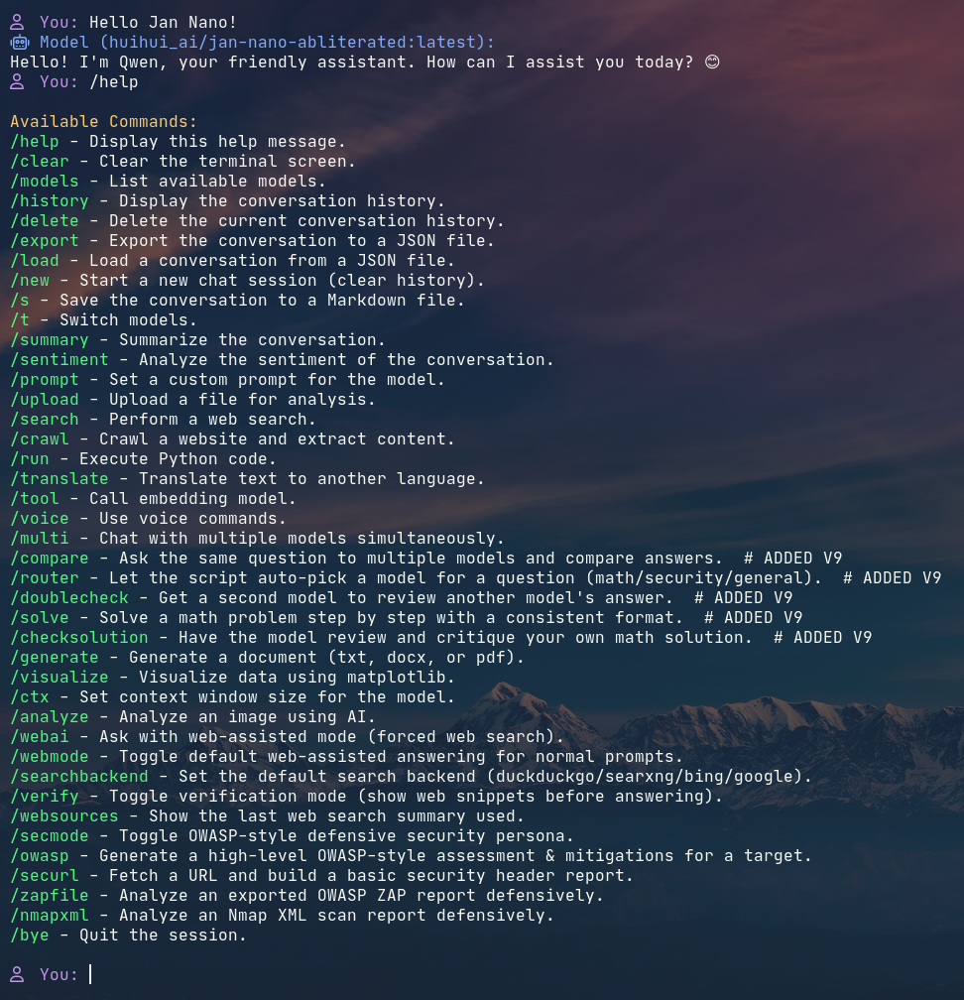 You: Hello Jan Nano!
Model (huihui_ai/jan-nano-abliterated:latest):
Hello! I'm Qwen, your friendly assistant. How can I assist you today? 😊
You: /help
Available Commands:
/help - Display this help message.
/clear - Clear the terminal screen.
/models - List available models.
/history - Display the conversation history.
/delete - Delete the current conversation history.
/export - Export the conversation to a JSON file.
/load - Load a conversation from a JSON file.
/new - Start a new chat session (clear history).
/s - Save the conversation to a Markdown file.
/t - Switch models.
/summary - Summarize the conversation.
/sentiment - Analyze the sentiment of the conversation.
/prompt - Set a custom prompt for the model.
/upload - Upload a file for analysis.
/search - Perform a web search.
/crawl - Crawl a website and extract content.
/run - Execute Python code.
/translate - Translate text to another language.
/tool - Call embedding model.
/voice - Use voice commands.
/multi - Chat with multiple models simultaneously.
/compare - Ask the same question to multiple models and compare answers.  # ADDED V9
/router - Let the script auto-pick a model for a question (math/security/general).  # ADDED V9
/doublecheck - Get a second model to review another model's answer.  # ADDED V9
/solve - Solve a math problem step by step with a consistent format.  # ADDED V9
/checksolution - Have the model review and critique your own math solution.  # ADDED V9
/generate - Generate a document (txt, docx, or pdf).
/visualize - Visualize data using matplotlib.
/ctx - Set context window size for the model.
/analyze - Analyze an image using AI.
/webai - Ask with web-assisted mode (forced web search).
/webmode - Toggle default web-assisted answering for normal prompts.
/searchbackend - Set the default search backend (duckduckgo/searxng/bing/google).
/verify - Toggle verification mode (show web snippets before answering).
/websources - Show the last web search summary used.
/secmode - Toggle OWASP-style defensive security persona.
/owasp - Generate a high-level OWASP-style assessment & mitigations for a target.
/securl - Fetch a URL and build a basic security header report.
/zapfile - Analyze an exported OWASP ZAP report defensively.
/nmapxml - Analyze an Nmap XML scan report defensively.
/bye - Quit the session.
You: